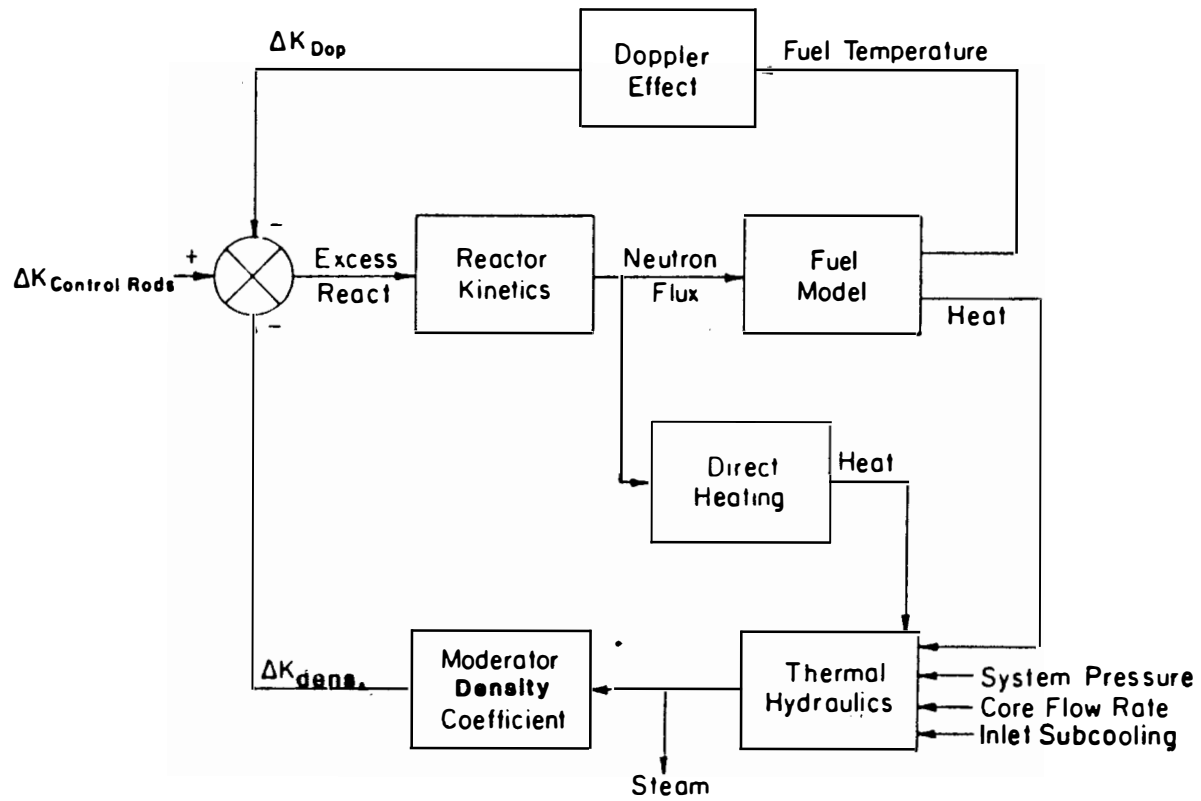 ΔK Dop
Doppler
Effect
Fuel Temperature
-
+
ΔK Control Rods
Excess
React
Reactor
Kinetics
Neutron
Flux
Fuel
Model
Heat
-
Direct
Heating
Heat
ΔK dens.
Moderator
Density
Coefficient
Thermal
Hydraulics
System Pressure
Core Flow Rate
Inlet Subcooling
Steam